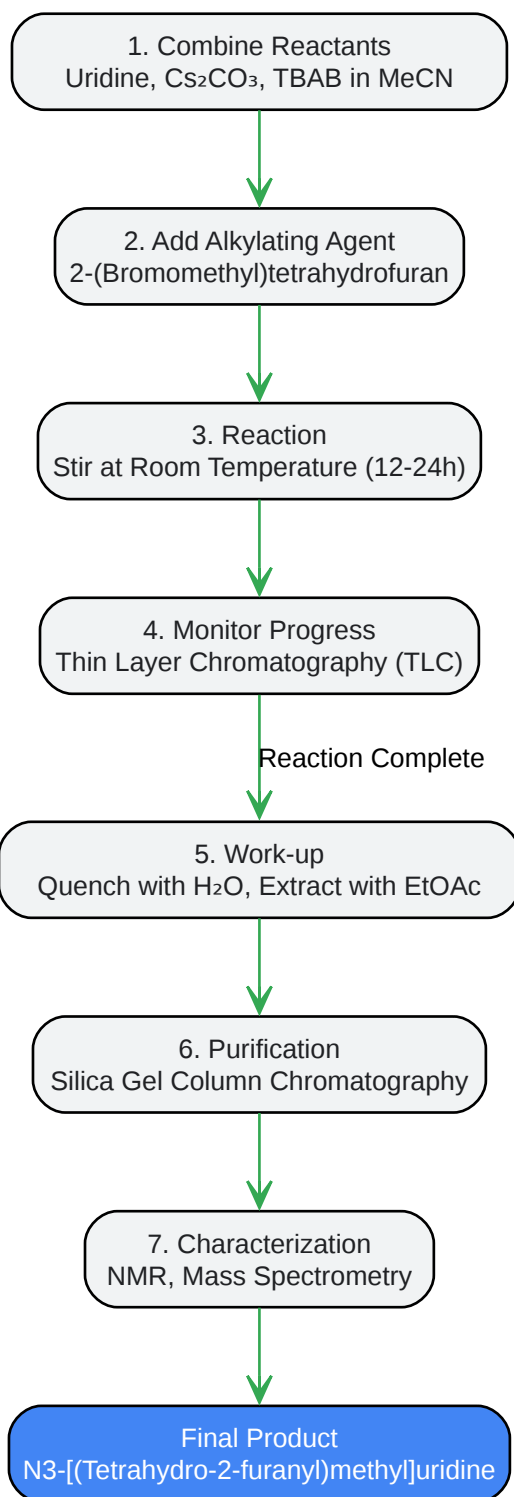 1. Combine Reactants
Uridine, Cs₂CO₃, TBAB in MeCN
2. Add Alkylating Agent
2-(Bromomethyl)tetrahydrofuran
3. Reaction
Stir at Room Temperature (12-24h)
4. Monitor Progress
Thin Layer Chromatography (TLC)
Reaction Complete
5. Work-up
Quench with H₂O, Extract with EtOAc
6. Purification
Silica Gel Column Chromatography
7. Characterization
NMR, Mass Spectrometry
Final Product
N3-[(Tetrahydro-2-furanyl)methyl]uridine